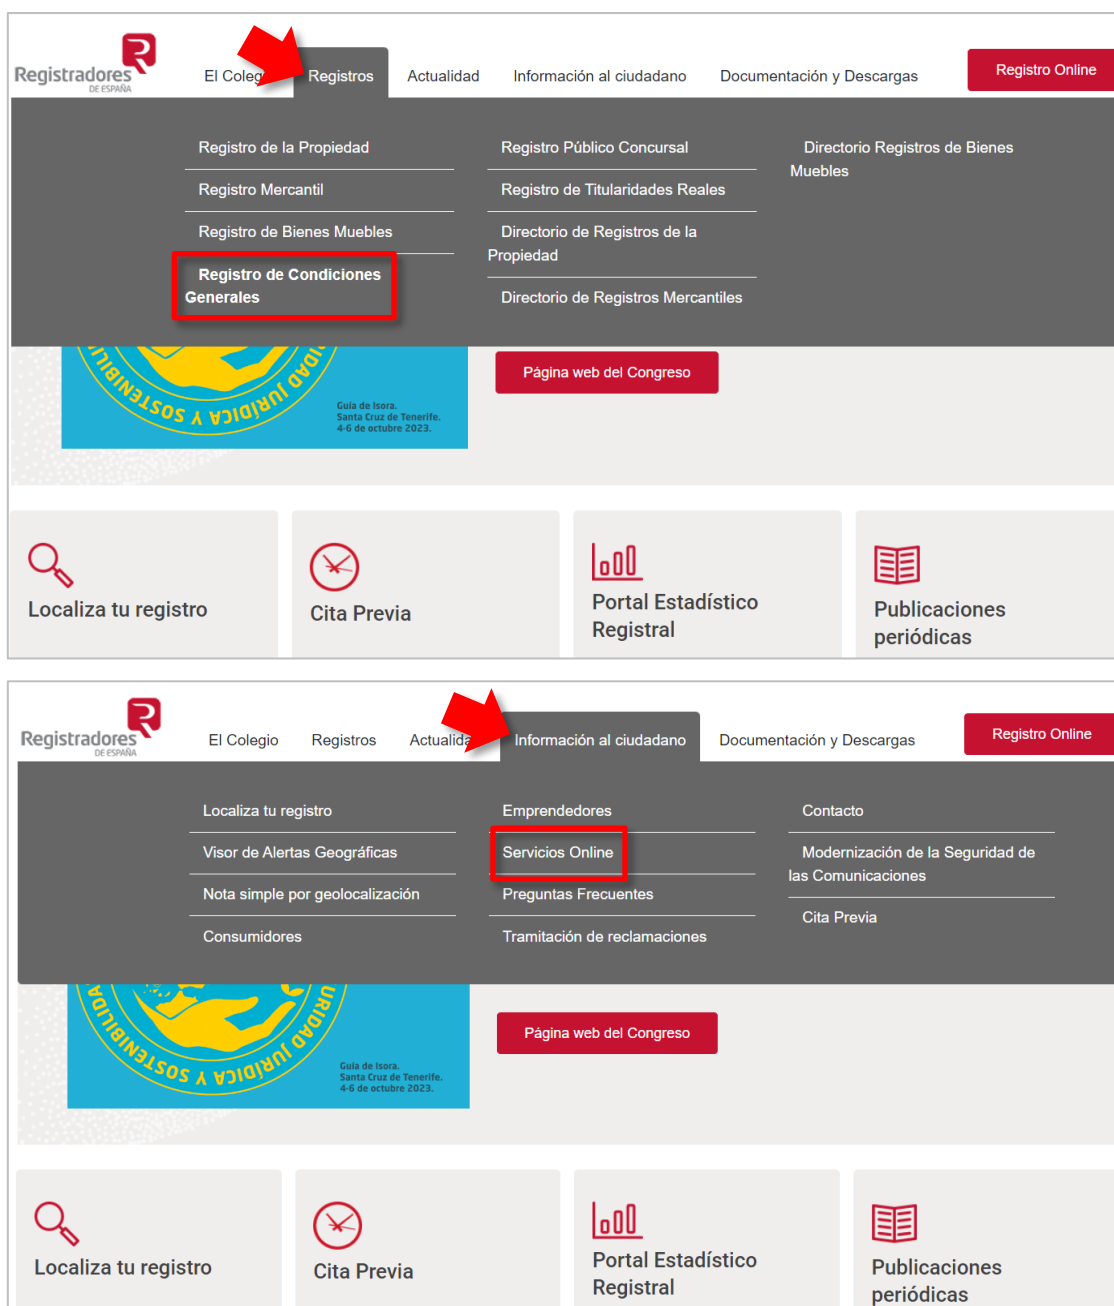 Registradores
DE ESPAÑA
Registros
Actualidad
Información al ciudadano
Documentación y Descargas
Registro Online
Registro de la Propiedad
Registro Mercantil
Registro de Bienes Muebles
Registro de Condiciones
Generales
Registro Público Concursal
Registro de Titularidades Reales
Directorio de Registros de la
Propiedad
Directorio de Registros Mercantiles
Directorio Registros de Bienes
Muebles
JURÍDICA Y
Guía de Isora.
Santa Cruz de Tenerife.
4-6 de octubre 2023.
Página web del Congreso
Localiza tu registro
Cita Previa
Portal Estadístico
Registral
Publicaciones
periódicas
Registradores
DE ESPAÑA
El Colegio
Registros
Información al ciudadano
Documentación y Descargas
Registro Online
Localiza tu registro
Visor de Alertas Geográficas
Nota simple por geolocalización
Consumidores
Emprendedores
Servicios Online
Preguntas Frecuentes
Tramitación de reclamaciones
Contacto
Modernización de la Seguridad de
las Comunicaciones
Cita Previa
JURÍDICA Y
Guía de Isora.
Santa Cruz de Tenerife.
4-6 de octubre 2023.
Página web del Congreso
Localiza tu registro
Cita Previa
Portal Estadístico
Registral
Publicaciones
periódicas